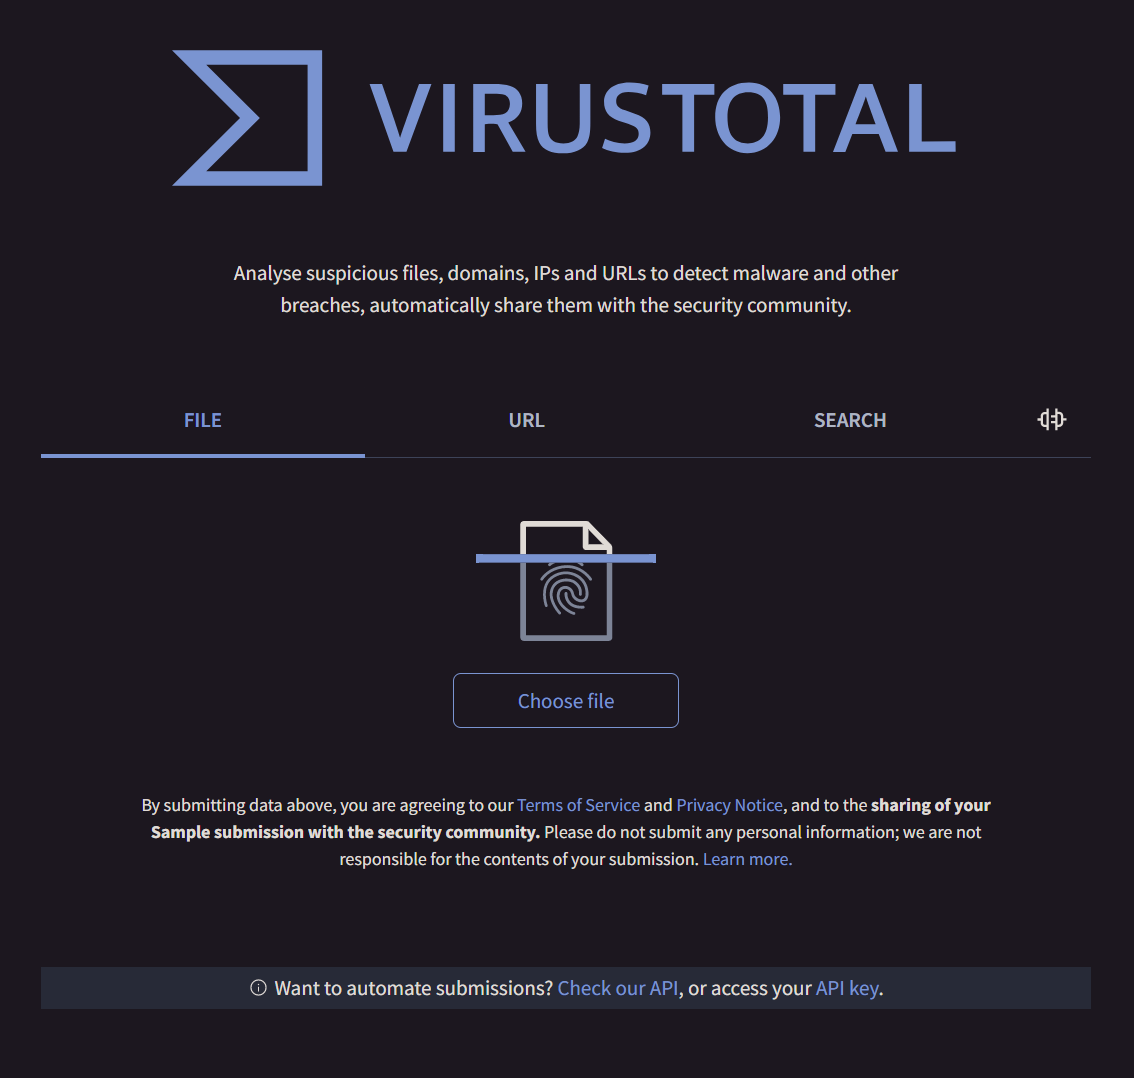 VIRUSTOTAL
Analyse suspicious files, domains, IPs and URLs to detect malware and other
breaches, automatically share them with the security community.
FILE
URL
SEARCH
Choose file
By submitting data above, you are agreeing to our Terms of Service and Privacy Notice, and to the sharing of your
Sample submission with the security community. Please do not submit any personal information; we are not
responsible for the contents of your submission. Learn more.
Want to automate submissions? Check our API, or access your API key.